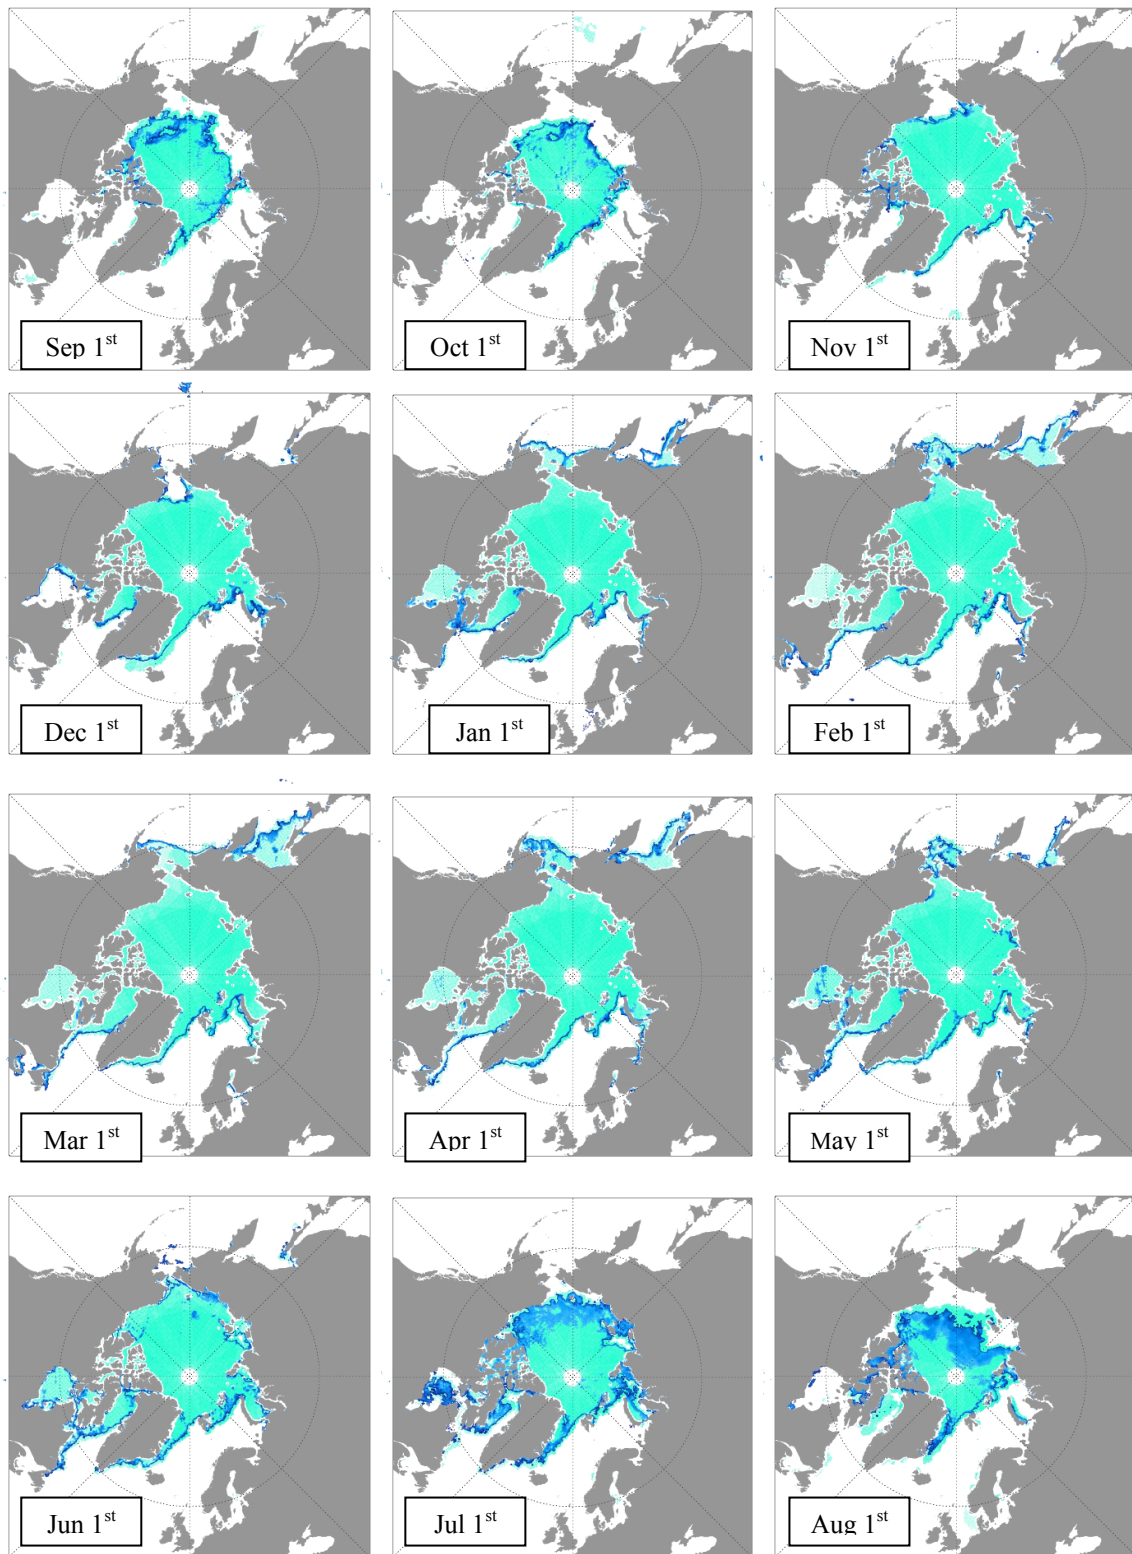 Sep 1st
Oct 1st
Nov 1st
Dec 1st
Jan 1st
Feb 1st
Mar 1st
Apr 1st
May 1st
Jun 1st
Jul 1st
Aug 1st